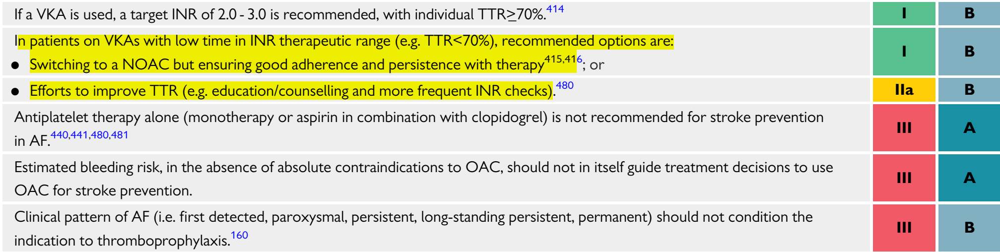 If a VKA is used, a target INR of 2.0 - 3.0 is recommended, with individual TTR≥70%.414 I B
In patients on VKAs with low time in INR therapeutic range (e.g. TTR<70%), recommended options are:
● Switching to a NOAC but ensuring good adherence and persistence with therapy415,416; or I B
● Efforts to improve TTR (e.g. education/counselling and more frequent INR checks).480 IIa B
Antiplatelet therapy alone (monotherapy or aspirin in combination with clopidogrel) is not recommended for stroke prevention
in AF.440,441,480,481 III A
Estimated bleeding risk, in the absence of absolute contraindications to OAC, should not in itself guide treatment decisions to use
OAC for stroke prevention. III A
Clinical pattern of AF (i.e. first detected, paroxysmal, persistent, long-standing persistent, permanent) should not condition the
indication to thromboprophylaxis.160 III B